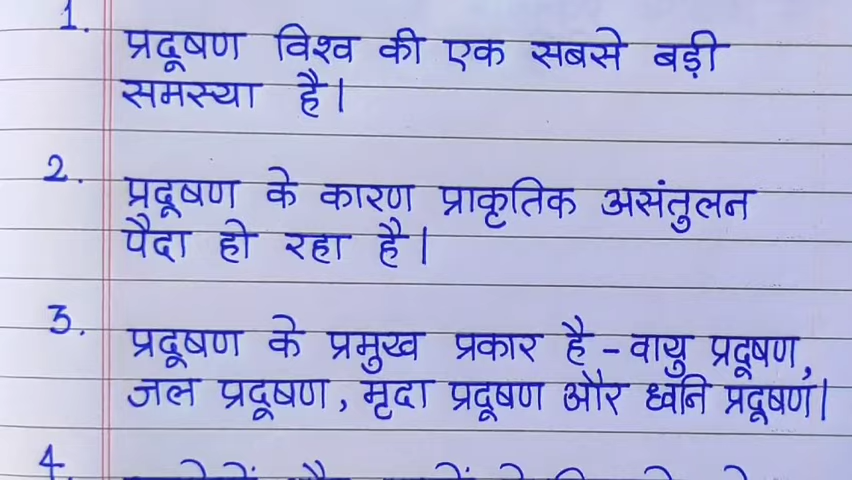 1. प्रदूषण विश्व की एक सबसे बड़ी
समस्या है।
2. प्रदूषण के कारण प्राकृतिक असंतुलन
पैदा हो रहा है।
3. प्रदूषण के प्रमुख प्रकार है - वायु प्रदूषण,
जल प्रदूषण, मृदा प्रदूषण और ध्वनि प्रदूषण।
4.